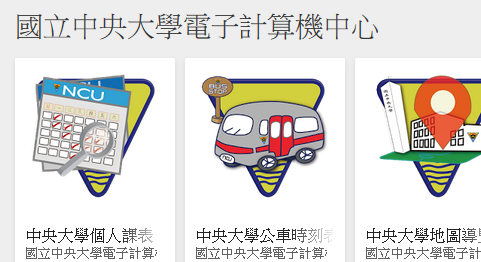 國立中央大學電子計算機中心
NCU
BUS
STOP
NCU
中央大學個人課表
國立中央大學電子計算
中央大學公車時刻
國立中央大學電子計算
中央大學地圖導
國立中央大學電子計算